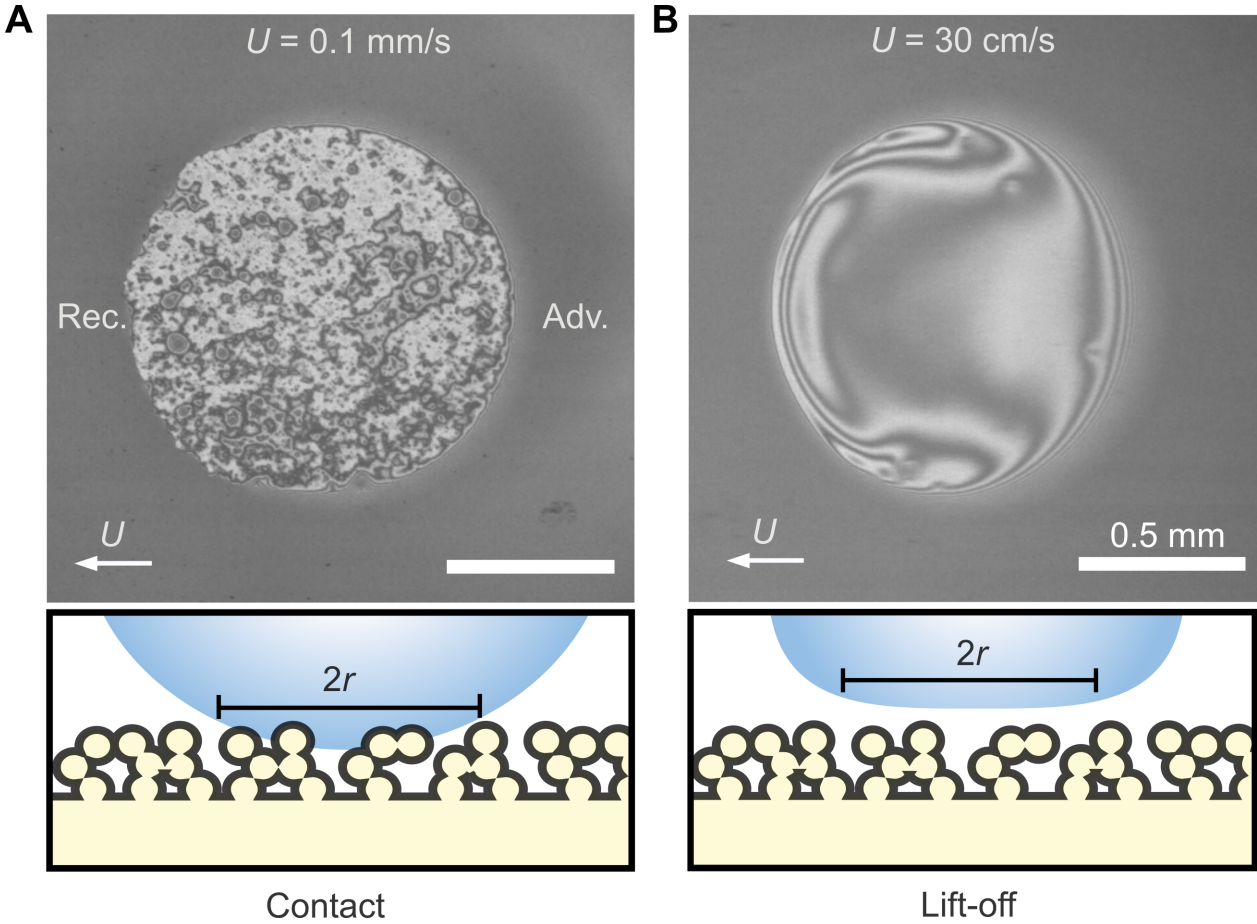 A
U = 0.1 mm/s
Rec.
Adv.
U
2r
Contact
B
U = 30 cm/s
U
0.5 mm
2r
Lift-off